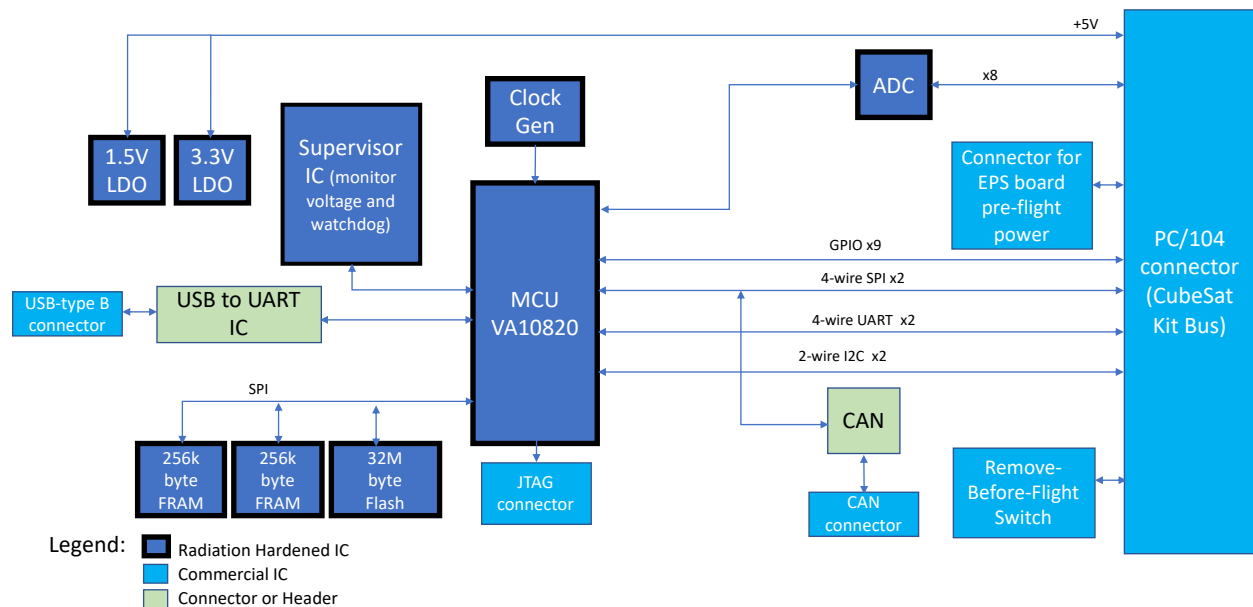 +5V
ADC
x8
Clock
Gen
1.5V
LDO
3.3V
LDO
Supervisor
IC (monitor
voltage and
watchdog)
Connector for
EPS board
pre-flight
power
PC/104
connector
(CubeSat
Kit Bus)
MCU
VA10820
GPIO x9
4-wire SPI x2
4-wire UART x2
2-wire I2C x2
USB-type B
connector
USB to UART
IC
SPI
256k
byte
FRAM
256k
byte
FRAM
32M
byte
Flash
JTAG
connector
CAN
CAN
connector
Remove-
Before-Flight
Switch
Legend:
Radiation Hardened IC
Commercial IC
Connector or Header